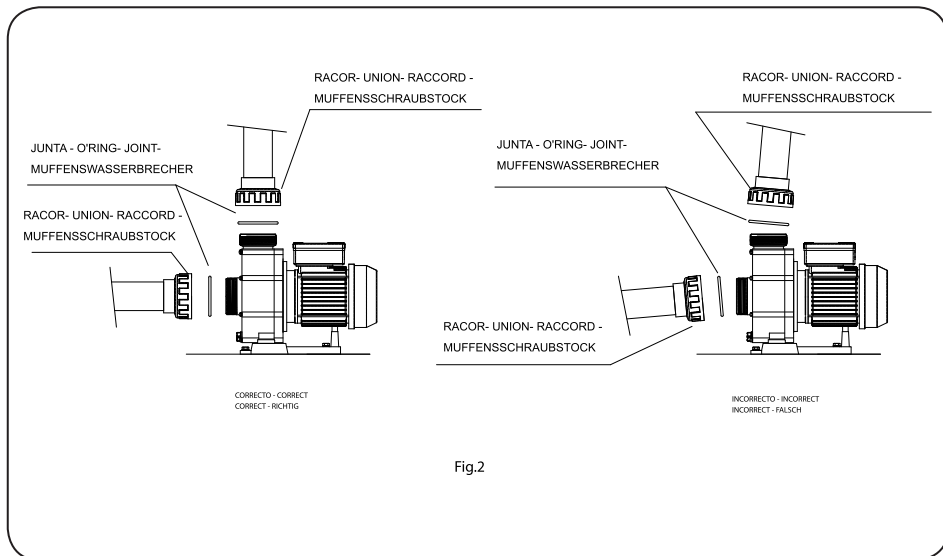 RACOR- UNION- RACCORD -
MUFFENSSCHRAUBSTOCK
JUNTA - O'RING- JOINT-
MUFFENSWASSERBRECHER
RACOR- UNION- RACCORD -
MUFFENSSCHRAUBSTOCK
CORRECTO - CORRECT
CORRECT - RICHTIG
RACOR- UNION- RACCORD -
MUFFENSSCHRAUBSTOCK
JUNTA - O'RING- JOINT-
MUFFENSWASSERBRECHER
RACOR- UNION- RACCORD -
MUFFENSSCHRAUBSTOCK
INCORRECTO - INCORRECT
INCORRECT - FALSCH
Fig.2